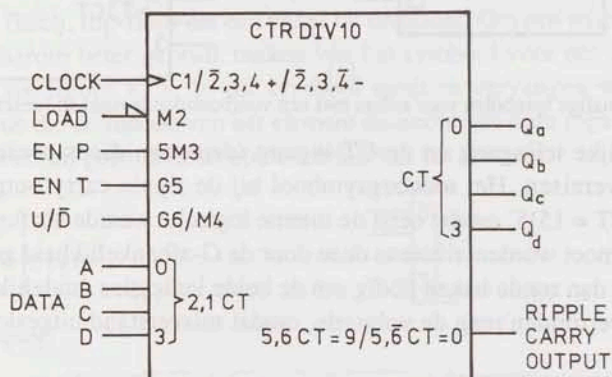 CTR DIV10
CLOCK C1/2̄,3,4 +/2̄,3,4̄ -
LOAD M2
EN P 5M3
EN T G5
U/D̄ G6/M4
A 0
B
DATA C 2,1 CT
D 3
0 Qa
Qb
CT
Qc
3 Qd
5,6 CT=9/5,6̄ CT=0
RIPPLE
CARRY
OUTPUT